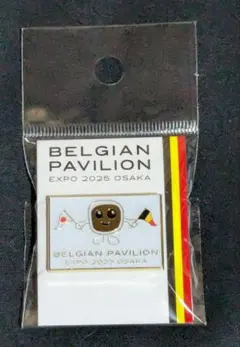 BELGIAN
PAVILION
EXPO 2025 OSAKA
BELGIAN PAVILION
EXPO 2025 OSAKA